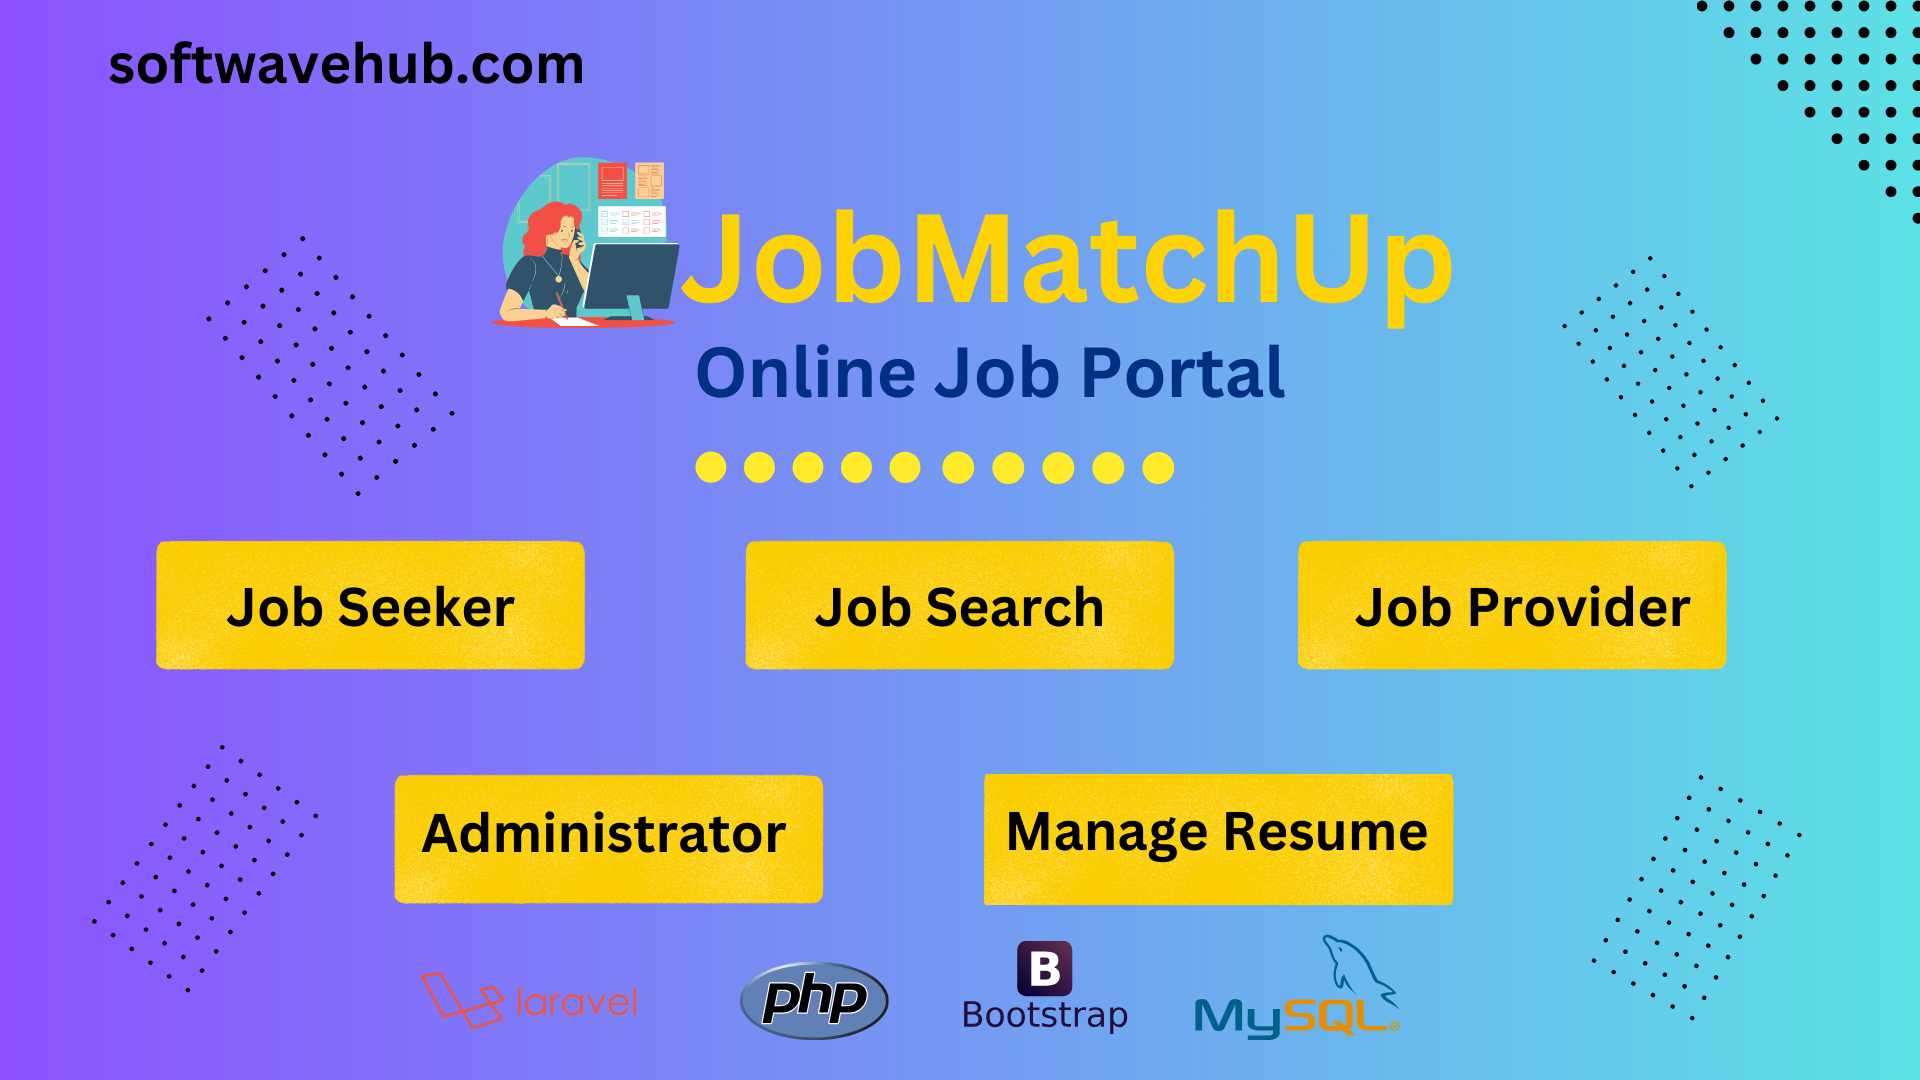 softwavehub.com
JobMatchUp
Online Job Portal
Job Seeker
Job Search
Job Provider
Administrator
Manage Resume
laravel
php
B
Bootstrap
MySQL®